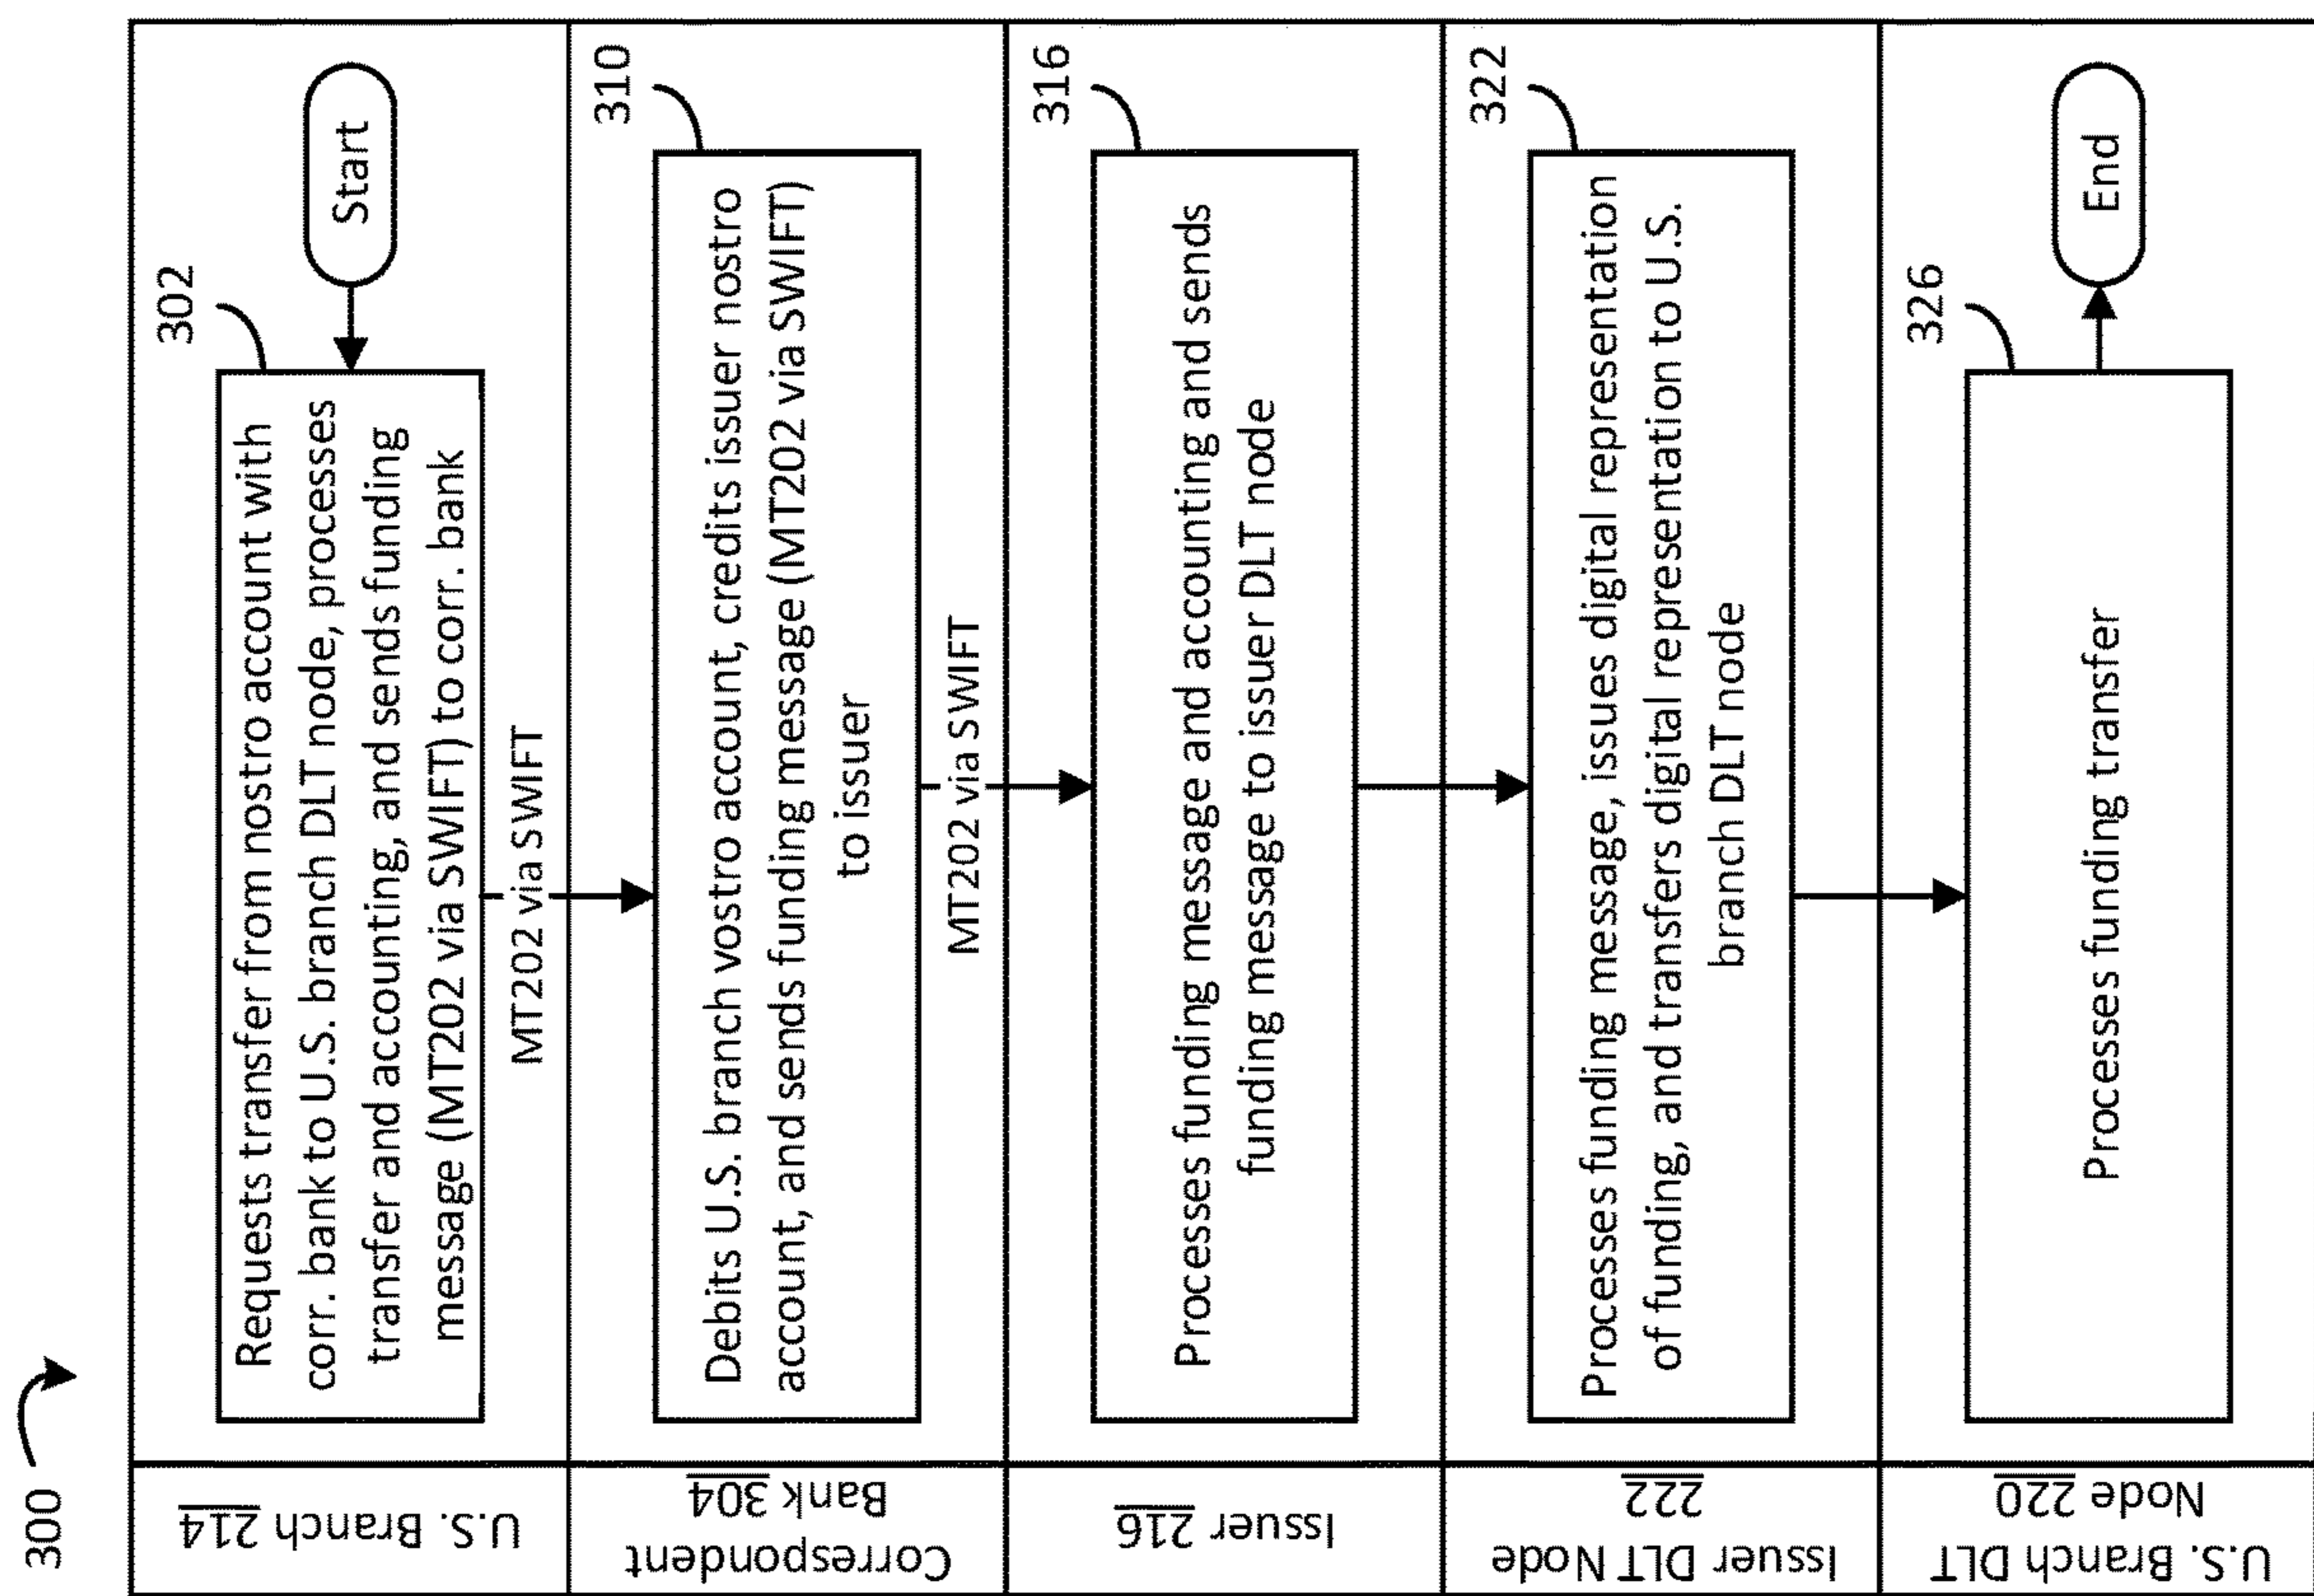 300
U.S. Branch 214
Start
302
Requests transfer from nostro account with
corr. bank to U.S. branch DLT node, processes
transfer and accounting, and sends funding
message (MT202 via SWIFT) to corr. bank
MT202 via SWIFT
Correspondent
Bank 304
310
Debits U.S. branch vostro account, credits issuer nostro
account, and sends funding message (MT202 via SWIFT)
to issuer
MT202 via SWIFT
Issuer 216
316
Processes funding message and accounting and sends
funding message to issuer DLT node
Issuer DLT Node
222
322
Processes funding message, issues digital representation
of funding, and transfers digital representation to U.S.
branch DLT node
U.S. Branch DLT
Node 220
326
Processes funding transfer
End